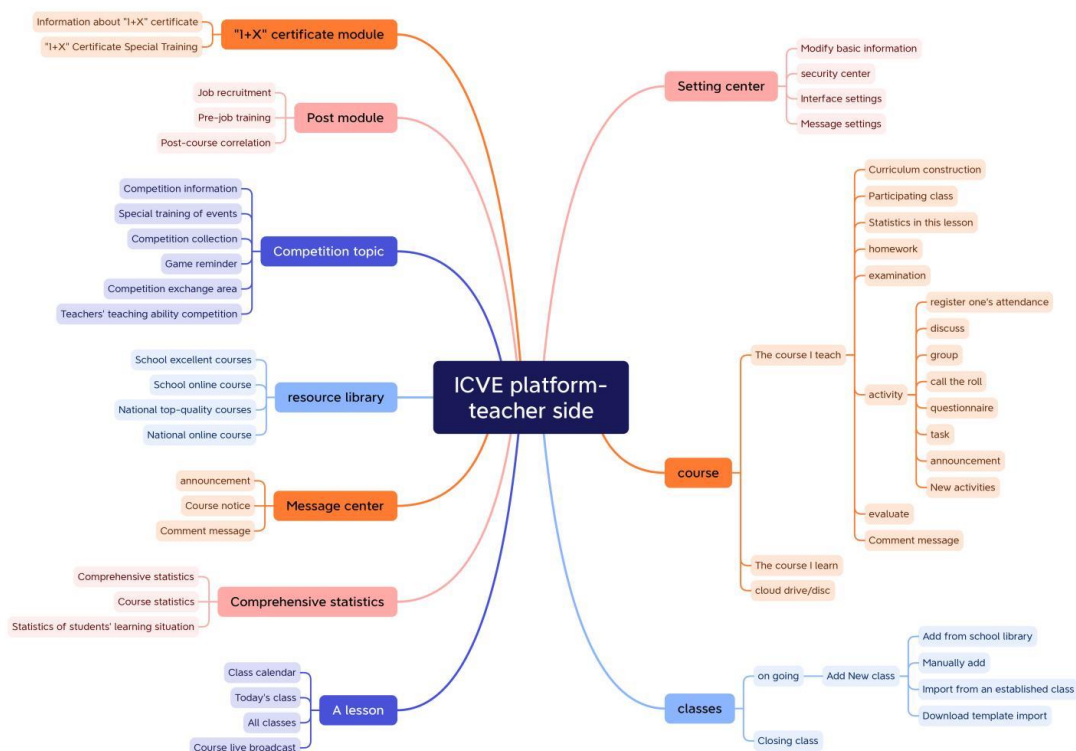 Information about "I+X" certificate
"I+X" Certificate Special Training
"I+X" certificate module
Job recruitment
Pre-job training
Post-course correlation
Post module
Competition information
Special training of events
Competition collection
Game reminder
Competition exchange area
Teachers' teaching ability competition
Competition topic
School excellent courses
School online course
National top-quality courses
National online course
resource library
announcement
Course notice
Comment message
Message center
Comprehensive statistics
Course statistics
Statistics of students' learning situation
Comprehensive statistics
Class calendar
Today's class
All classes
Course live broadcast
A lesson
ICVE platform-
teacher side
Setting center
Modify basic information
security center
Interface settings
Message settings
course
The course I teach
Curriculum construction
Participating class
Statistics in this lesson
homework
examination
activity
register one's attendance
discuss
group
call the roll
questionnaire
task
announcement
New activities
evaluate
Comment message
The course I learn
cloud drive/disc
classes
on going
Add New class
Add from school library
Manually add
Import from an established class
Download template import
Closing class